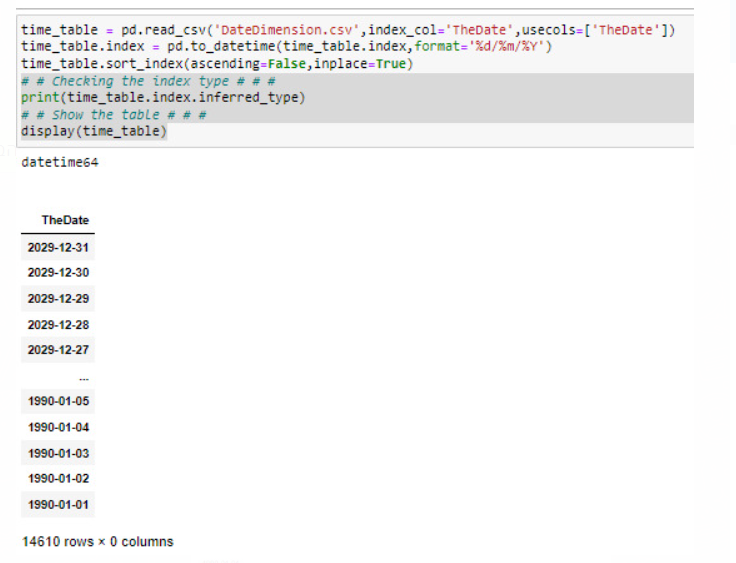 time_table = pd.read_csv('DateDimension.csv',index_col='TheDate',usecols=['TheDate'])
time_table.index = pd.to_datetime(time_table.index,format='%d/%m/%Y')
time_table.sort_index(ascending=False,inplace=True)
# # Checking the index type # # #
print(time_table.index.inferred_type)
# # Show the table # # #
display(time_table)
datetime64
TheDate
2029-12-31
2029-12-30
2029-12-29
2029-12-28
2029-12-27
...
1990-01-05
1990-01-04
1990-01-03
1990-01-02
1990-01-01
14610 rows × 0 columns